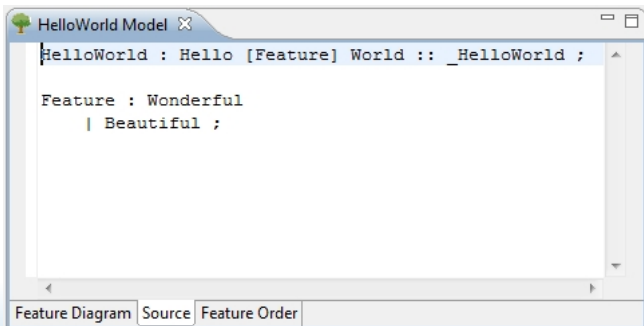 HelloWorld Model
HelloWorld : Hello [Feature] World :: _HelloWorld ;
Feature : Wonderful
| Beautiful ;
Feature Diagram Source Feature Order